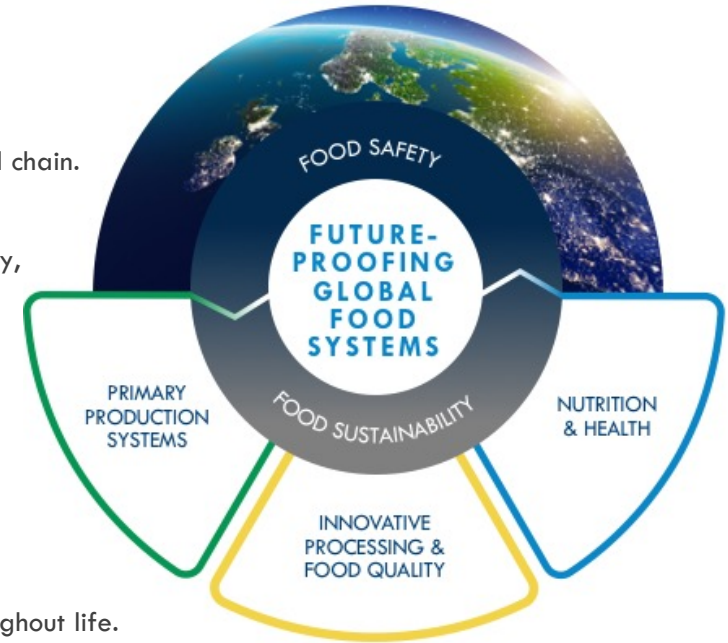 l chain.
y,
ghout life.
FOOD SAFETY
FUTURE-
PROOFING
GLOBAL
FOOD
SYSTEMS
FOOD SUSTAINABILITY
PRIMARY
PRODUCTION
SYSTEMS
INNOVATIVE
PROCESSING &
FOOD QUALITY
NUTRITION
& HEALTH